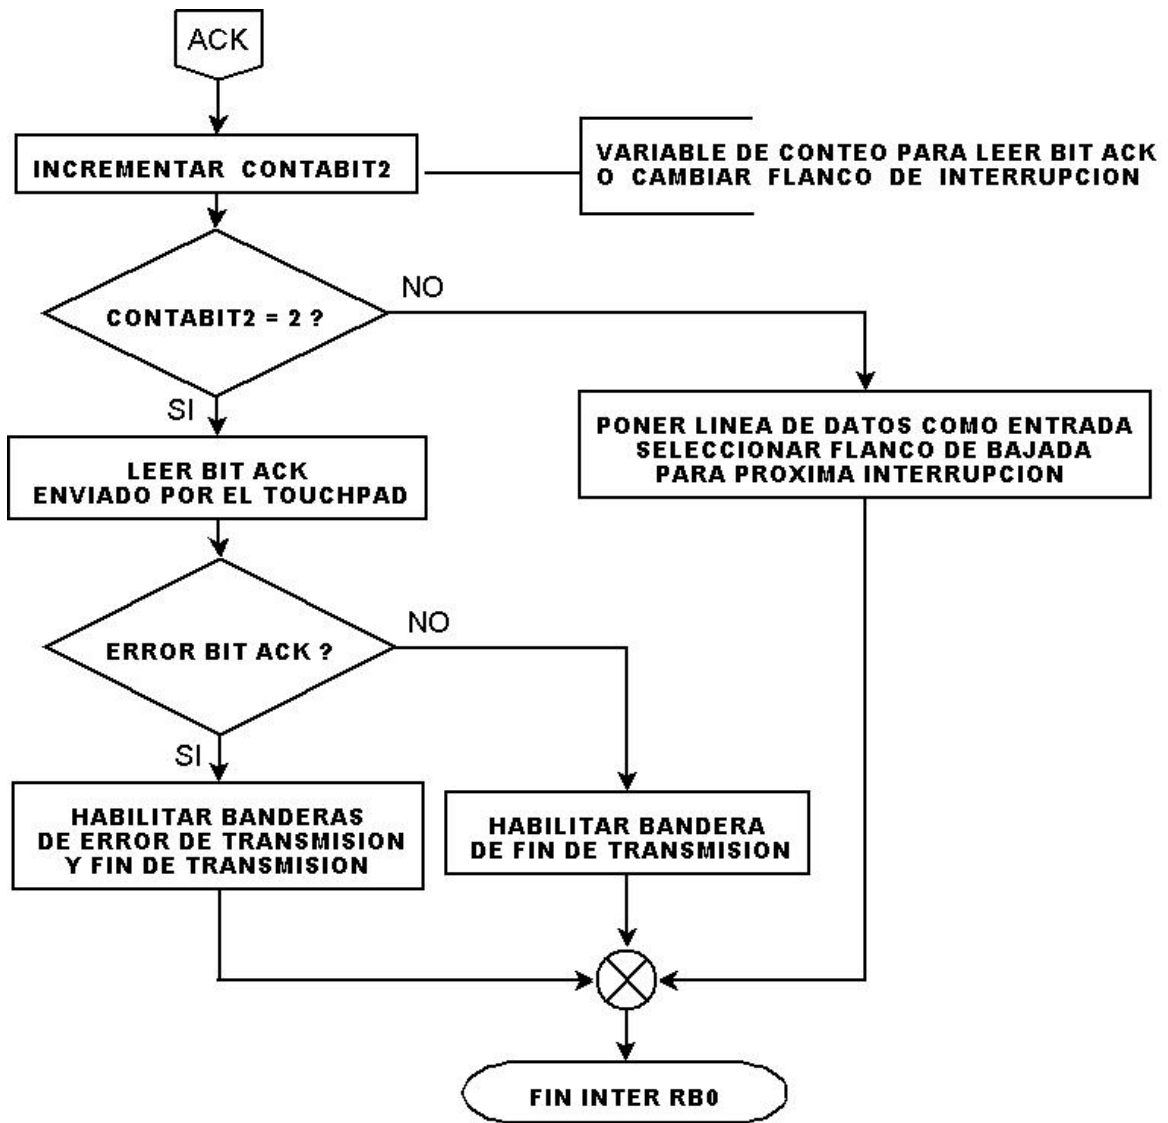 ACK
INCREMENTAR CONTABIT2
VARIABLE DE CONTEO PARA LEER BIT ACK
O CAMBIAR FLANCO DE INTERRUPCION
CONTABIT2 = 2 ?
NO
SI
PONER LINEA DE DATOS COMO ENTRADA
SELECCIONAR FLANCO DE BAJADA
PARA PROXIMA INTERRUPCION
LEER BIT ACK
ENVIADO POR EL TOUCHPAD
ERROR BIT ACK ?
NO
SI
HABILITAR BANDERAS
DE ERROR DE TRANSMISION
Y FIN DE TRANSMISION
HABILITAR BANDERA
DE FIN DE TRANSMISION
FIN INTER RB0